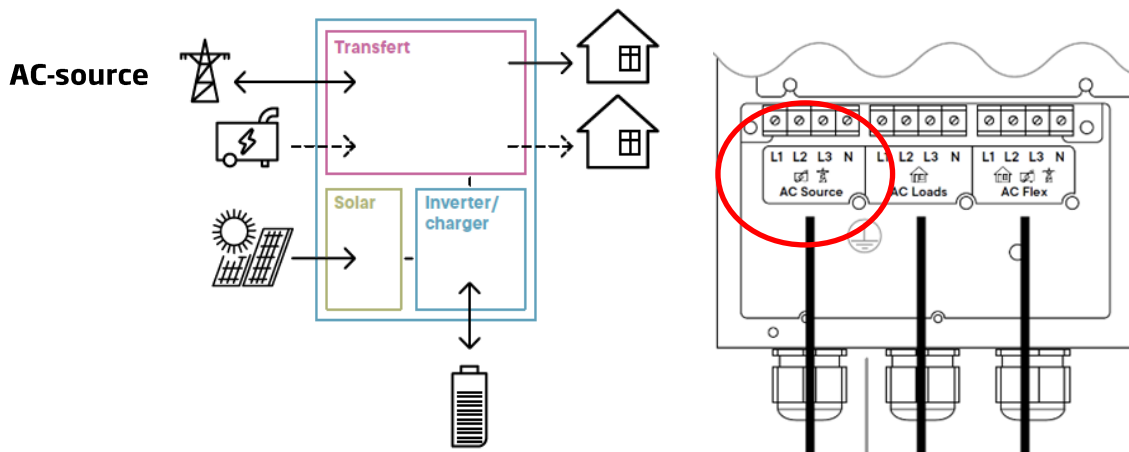 AC-source
Transfert
Solar
Inverter/
charger
L1 L2 L3 N
AC Source
L1 L2 L3 N
AC Loads
L1 L2 L3 N
AC Flex